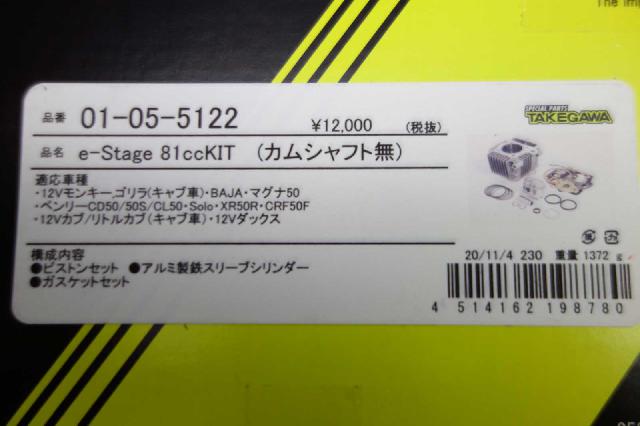 The imp
品番 01-05-5122 ¥12,000 (税抜)
SPECIAL PARTS
TAKEGAWA
品名 e-Stage 81ccKIT (カムシャフト無)
適応車種
・12Vモンキー,ゴリラ(キャブ車)・BAJA・マグナ50
・ベンリーCD50/50S/CL50・Solo・XR50R・CRF50F
・12Vカブ/リトルカブ(キャブ車)・12Vダックス
構成内容
●ピストンセット ●アルミ製鉄スリーブシリンダー
●ガスケットセット
20/11/4 230 重量 1372 g
4 514162 198780